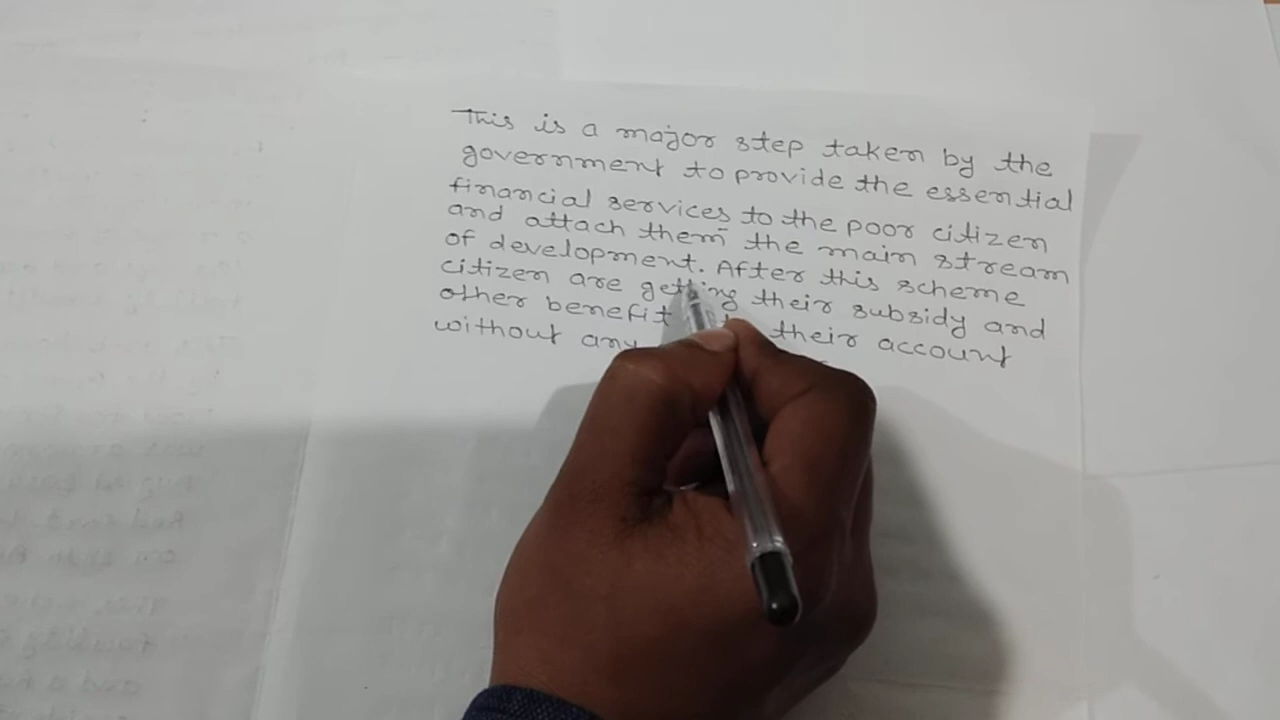 This is a major step taken by the
government to provide the essential
financial services to the poor citizen
and attach them the main stream
of development. After this scheme
citizen are getting their subsidy and
other benefit their account
without any